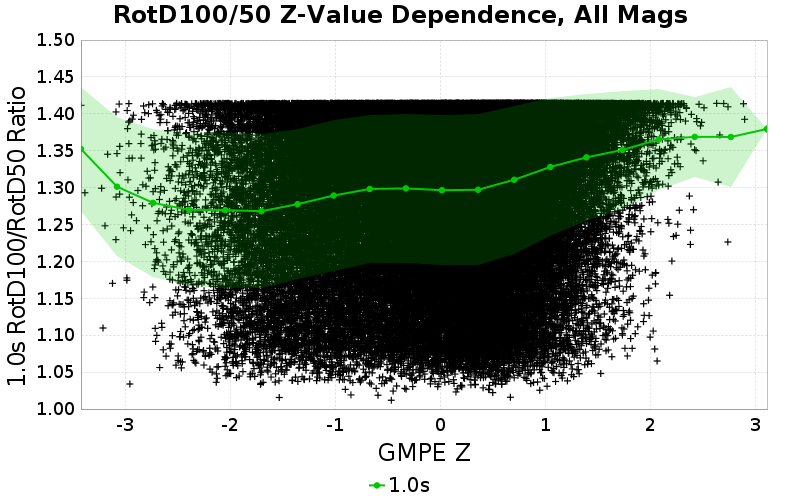 RotD100/50 Z-Value Dependence, All Mags
1.0s RotD100/RotD50 Ratio
1.50
1.45
1.40
1.35
1.30
1.25
1.20
1.15
1.10
1.05
1.00
-3 -2 -1 0 1 2 3
GMPE Z
1.0s